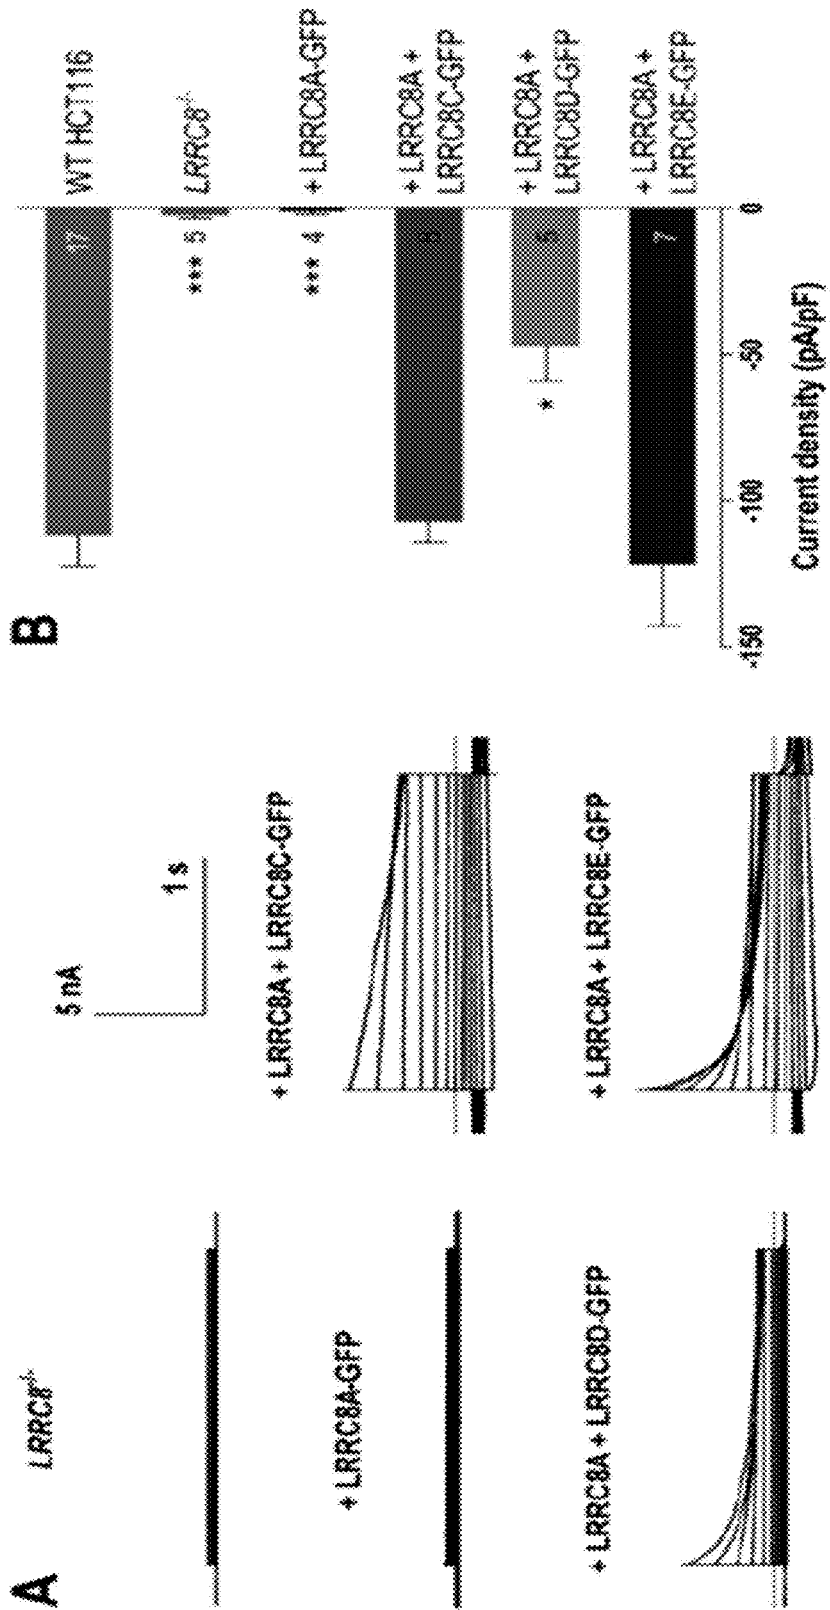 A
LRRC8-/-
5 nA
1 s
+ LRRC8A-GFP
+ LRRC8A + LRRC8C-GFP
+ LRRC8A + LRRC8D-GFP
+ LRRC8A + LRRC8E-GFP
B
WT HCT116
17
LRRC8-/-
*** 5
+ LRRC8A-GFP
*** 4
+ LRRC8A +
LRRC8C-GFP
+ LRRC8A +
LRRC8D-GFP
*
+ LRRC8A +
LRRC8E-GFP
7
-150
-100
-50
0
Current density (pA/pF)